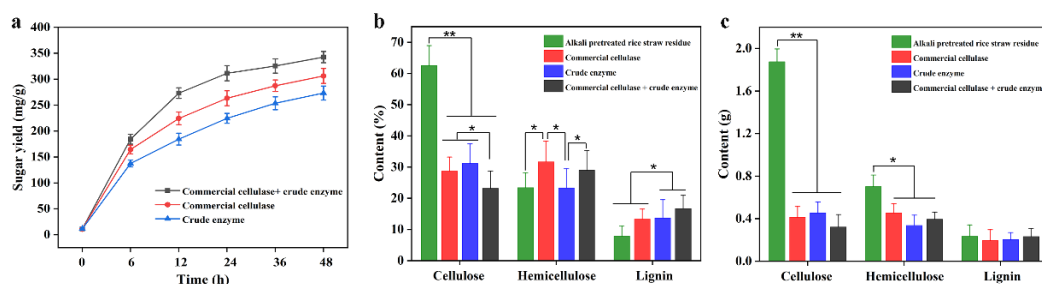 a
Sugar yield (mg/g)
400
350
300
250
200
150
100
50
0
0 6 12 24 36 48
Time (h)
Commercial cellulase+ crude enzyme
Commercial cellulase
Crude enzyme
b
Content (%)
70
60
50
40
30
20
10
0
Cellulose Hemicellulose Lignin
Alkali pretreated rice straw residue
Commercial cellulase
Crude enzyme
Commercial cellulase + crude enzyme
**
*
* * *
*
c
Content (g)
2.0
1.6
1.2
0.8
0.4
0.0
Cellulose Hemicellulose Lignin
Alkali pretreated rice straw residue
Commercial cellulase
Crude enzyme
Commercial cellulase + crude enzyme
**
*